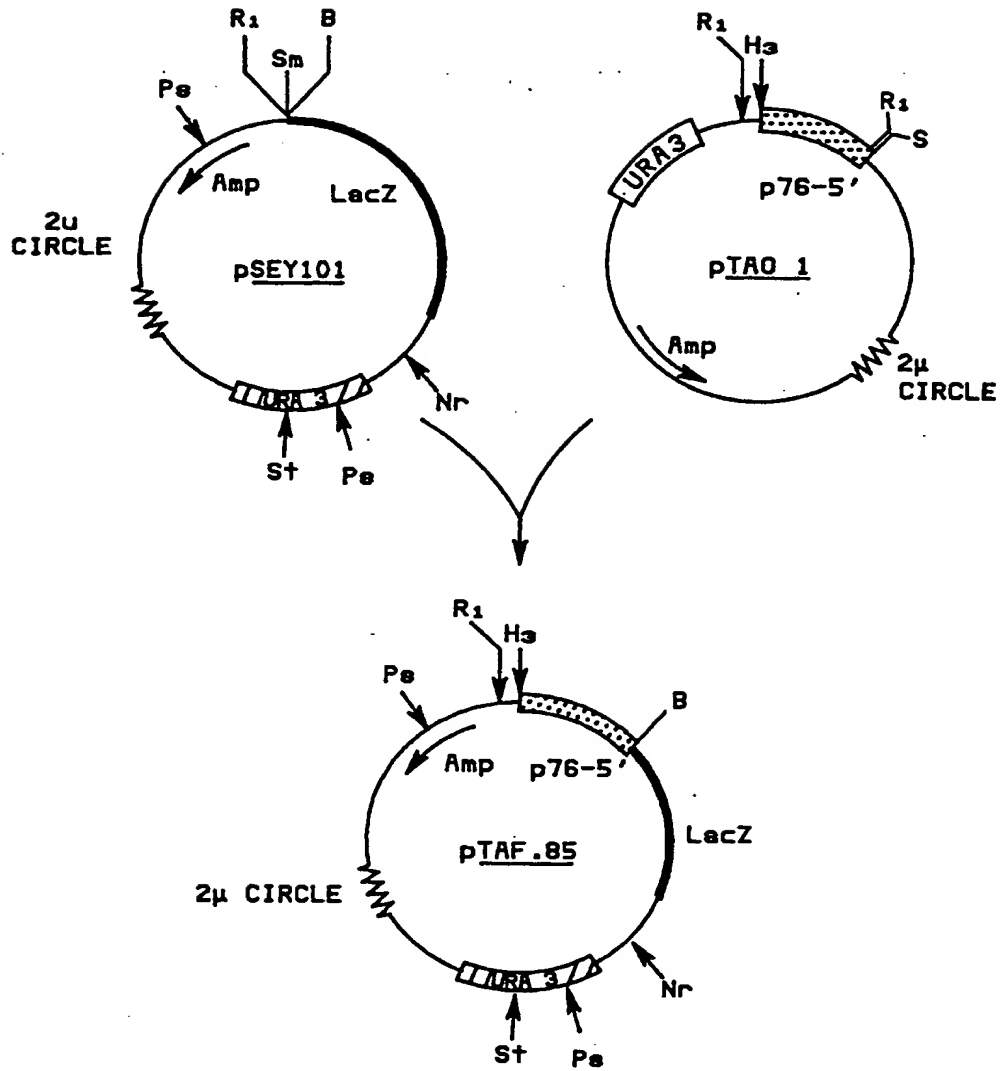 R1
B
Sm
Ps
Amp
LacZ
2u
CIRCLE
pSEY101
URA 3
Nr
St
Ps
R1
H3
R1
S
URA3
p76-5'
pTAO 1
Amp
2μ
CIRCLE
R1
H3
Ps
B
Amp
p76-5'
LacZ
pTAF.85
2μ CIRCLE
URA 3
Nr
St
Ps